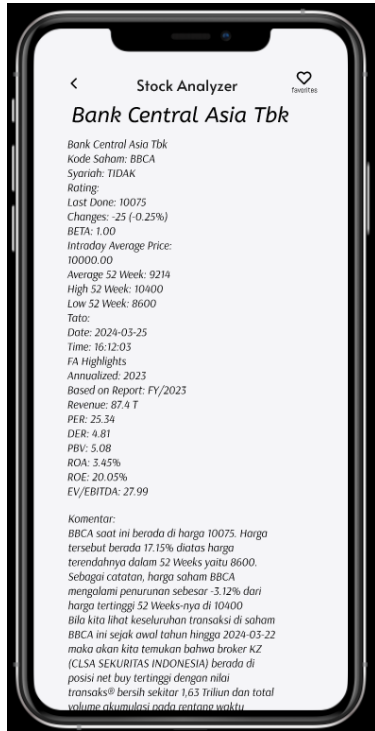 Stock Analyzer
favorites
Bank Central Asia Tbk
Bank Central Asia Tbk
Kode Saham: BBCA
Syariah: TIDAK
Rating:
Last Done: 10075
Changes: -25 (-0.25%)
BETA: 1.00
Intraday Average Price:
10000.00
Average 52 Week: 9214
High 52 Week: 10400
Low 52 Week: 8600
Tato:
Date: 2024-03-25
Time: 16:12:03
FA Highlights
Annualized: 2023
Based on Report: FY/2023
Revenue: 87.4 T
PER: 25.34
DER: 4.81
PBV: 5.08
ROA: 3.45%
ROE: 20.05%
EV/EBITDA: 27.99
Komentar:
BBCA saat ini berada di harga 10075. Harga
tersebut berada 17.15% diatas harga
terendahnya dalam 52 Weeks yaitu 8600.
Sebagai catatan, harga saham BBCA
mengalami penurunan sebesar -3.12% dari
harga tertinggi 52 Weeks-nya di 10400
Bila kita lihat keseluruhan transaksi di saham
BBCA ini sejak awal tahun hingga 2024-03-22
maka akan kita temukan bahwa broker KZ
(CLSA SEKURITAS INDONESIA) berada di
posisi net buy tertinggi dengan nilai
transaks® bersih sekitar 1,63 Triliun dan total
volume akumulasi pada rentang waktu